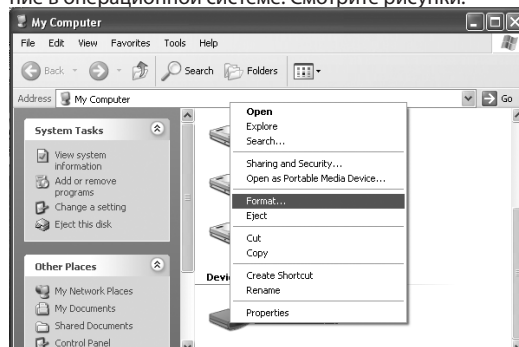 ние в операционной системе. Смотрите рисунки.
My Computer
File Edit View Favorites Tools Help
Back Search Folders
Address My Computer Go
System Tasks
View system
information
Add or remove
programs
Change a setting
Eject this disk
Other Places
My Network Places
My Documents
Shared Documents
Control Panel
Open
Explore
Search...
Sharing and Security...
Open as Portable Media Device...
Format...
Eject
Cut
Copy
Create Shortcut
Rename
Properties